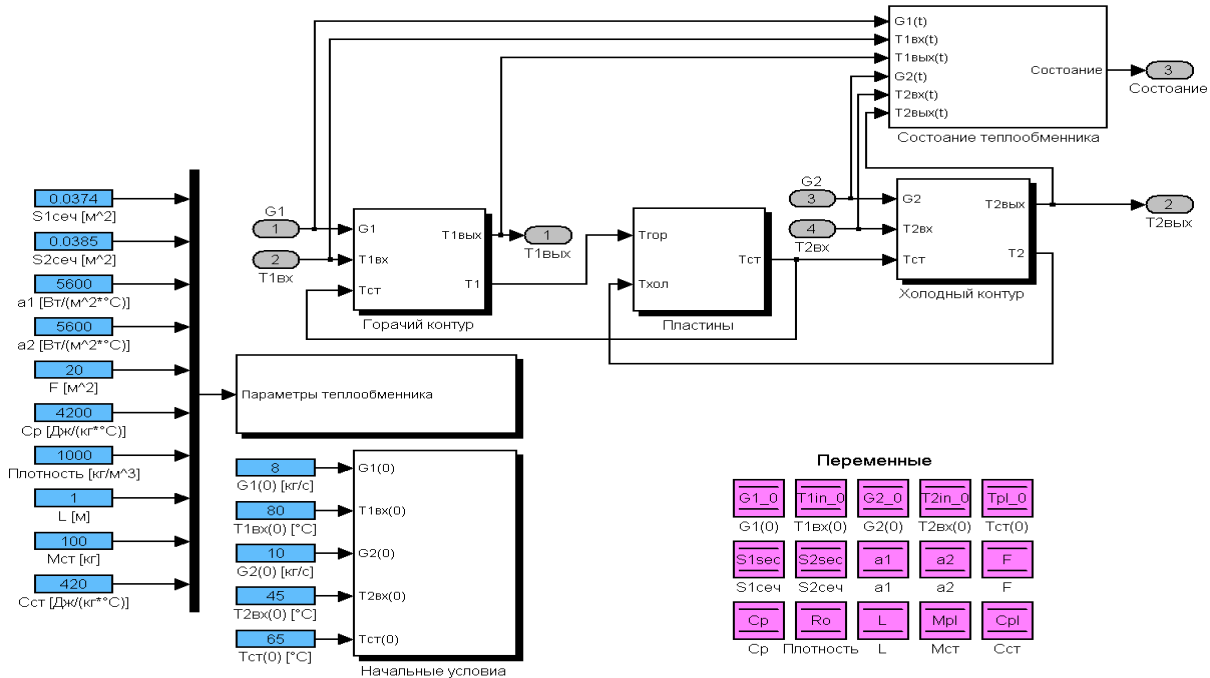 G1(t)
T1вх(t)
T1вых(t)
G2(t)
T2вх(t)
T2вых(t)
Состояние
3
Состояние
Состояние теплообменника
0.0374
S1сеч [м^2]
0.0385
S2сеч [м^2]
5600
a1 [Вт/(м^2*°C)]
5600
a2 [Вт/(м^2*°C)]
20
F [м^2]
4200
Cp [Дж/(кг*°C)]
1000
Плотность [кг/м^3]
1
L [м]
100
Мст [кг]
420
Сст [Дж/(кг*°C)]
G1
1
2
T1вх
G1
T1вх
Тст
T1вых
T1
Горачий контур
1
T1вых
Тгор
Тхол
Тст
Пластины
G2
3
4
T2вх
G2
T2вх
Тст
T2вых
T2
Холодный контур
2
T2вых
Параметры теплообменника
8
G1(0) [кг/с]
80
T1вх(0) [°C]
10
G2(0) [кг/с]
45
T2вх(0) [°C]
65
Тст(0) [°C]
G1(0)
T1вх(0)
G2(0)
T2вх(0)
Тст(0)
Начальные условиа
Переменные
G1_0 T1in_0 G2_0 T2in_0 Tpl_0
G1(0) T1вх(0) G2(0) T2вх(0) Тст(0)
S1sec S2sec a1 a2 F
S1сеч S2сеч a1 a2 F
Cp Ro L Mpl Cpl
Cp Плотность L Мст Сст